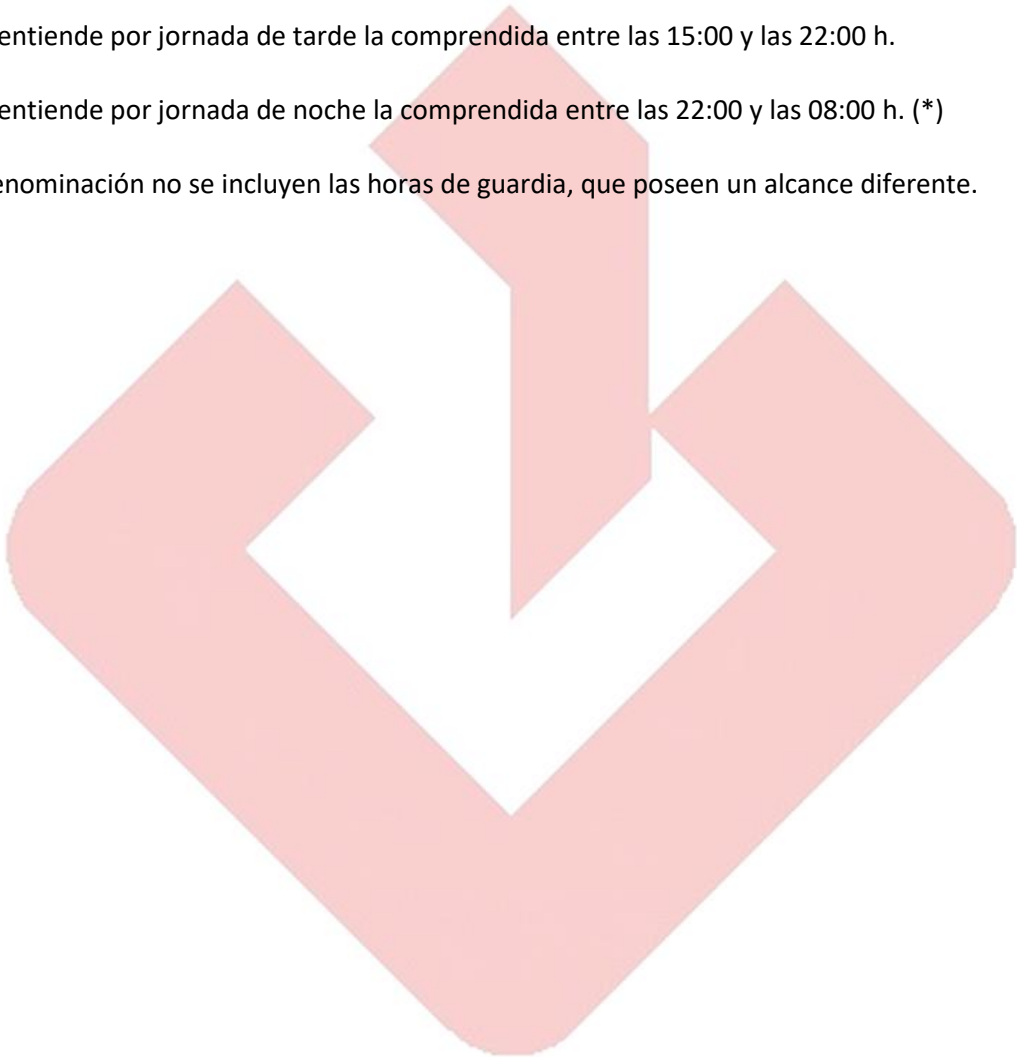 entiende por jornada de tarde la comprendida entre las 15:00 y las 22:00 h.
entiende por jornada de noche la comprendida entre las 22:00 y las 08:00 h. (*)
enominación no se incluyen las horas de guardia, que poseen un alcance diferente.